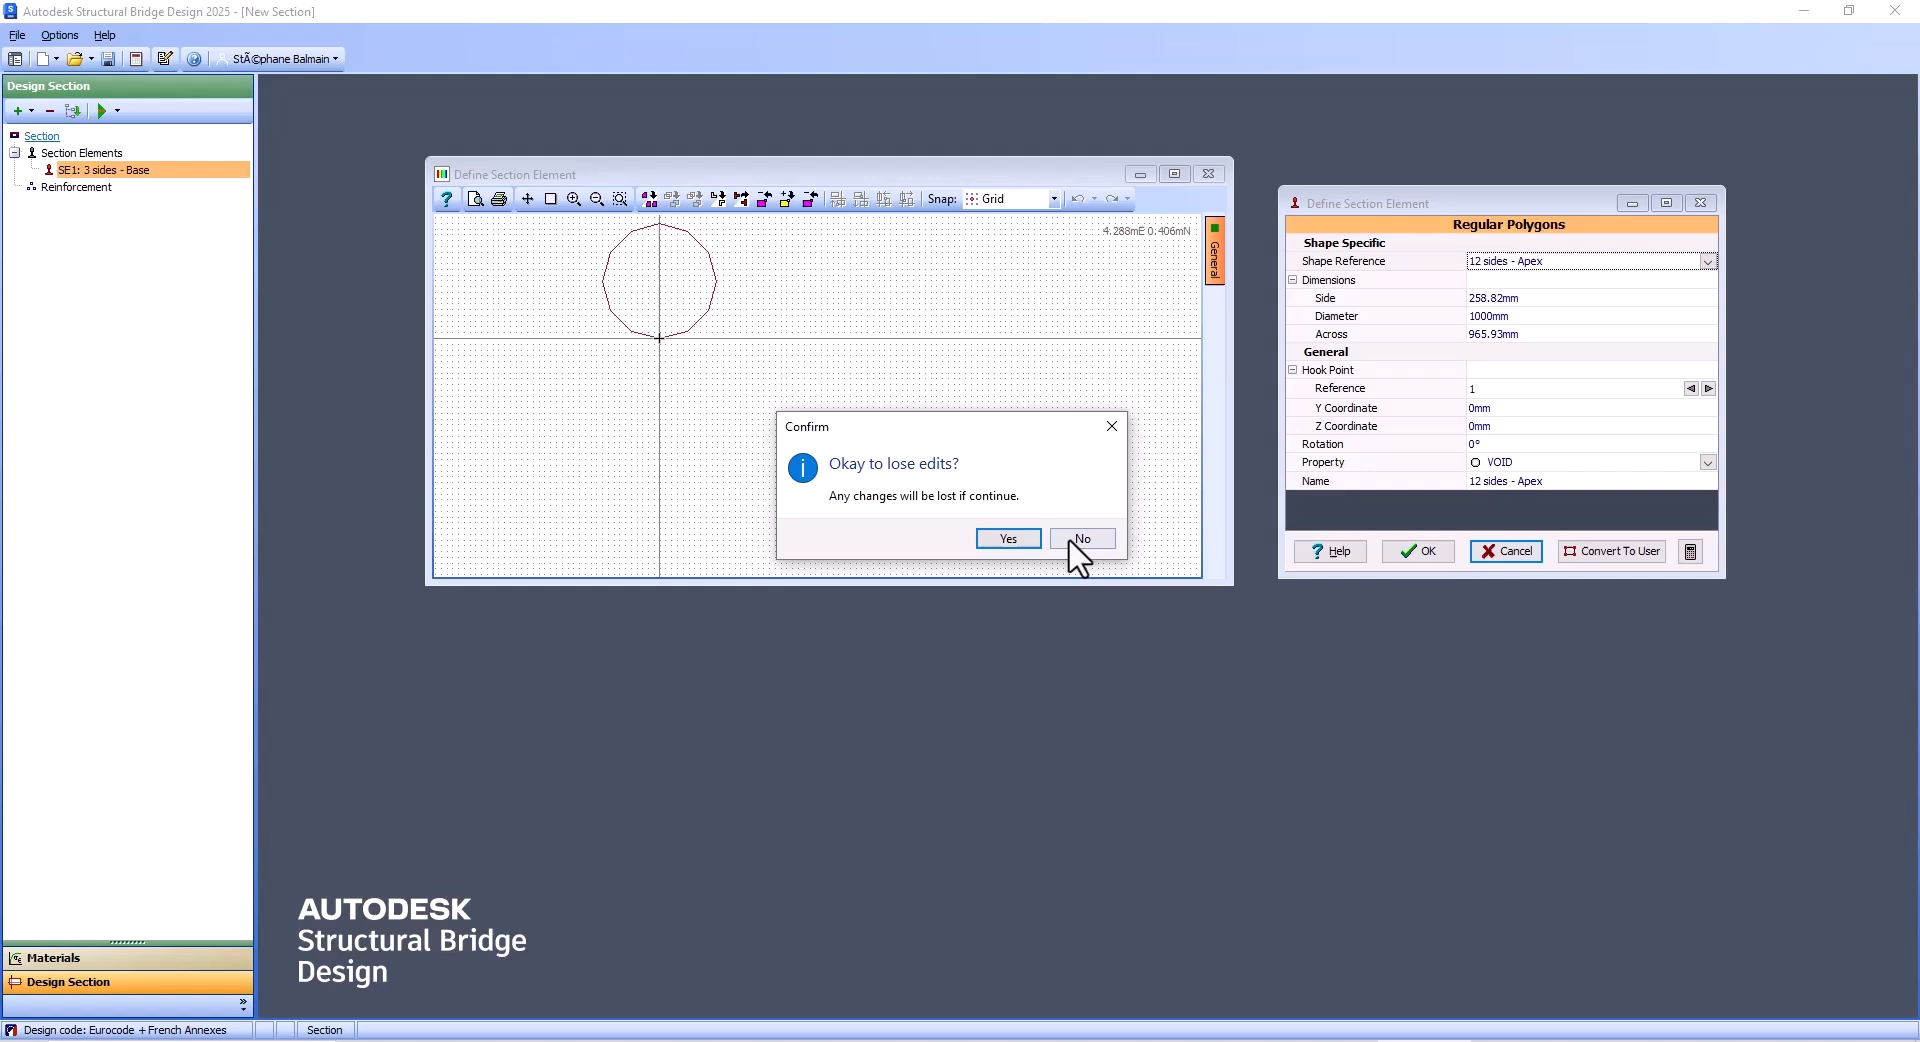 Autodesk Structural Bridge Design 2025 - [New Section]
File Options Help
StÃ©phane Balmain
Design Section
Section
Section Elements
SE1: 3 sides - Base
Reinforcement
Materials
Design Section
Define Section Element
Snap: Grid
4.288mE 0.406mN
General
Confirm
Okay to lose edits?
Any changes will be lost if continue.
Yes No
Define Section Element
Regular Polygons
Shape Specific
Shape Reference 12 sides - Apex
Dimensions
Side 258.82mm
Diameter 1000mm
Across 965.93mm
General
Hook Point
Reference 1
Y Coordinate 0mm
Z Coordinate 0mm
Rotation 0°
Property VOID
Name 12 sides - Apex
Help OK Cancel Convert To User
AUTODESK
Structural Bridge
Design
Design code: Eurocode + French Annexes Section